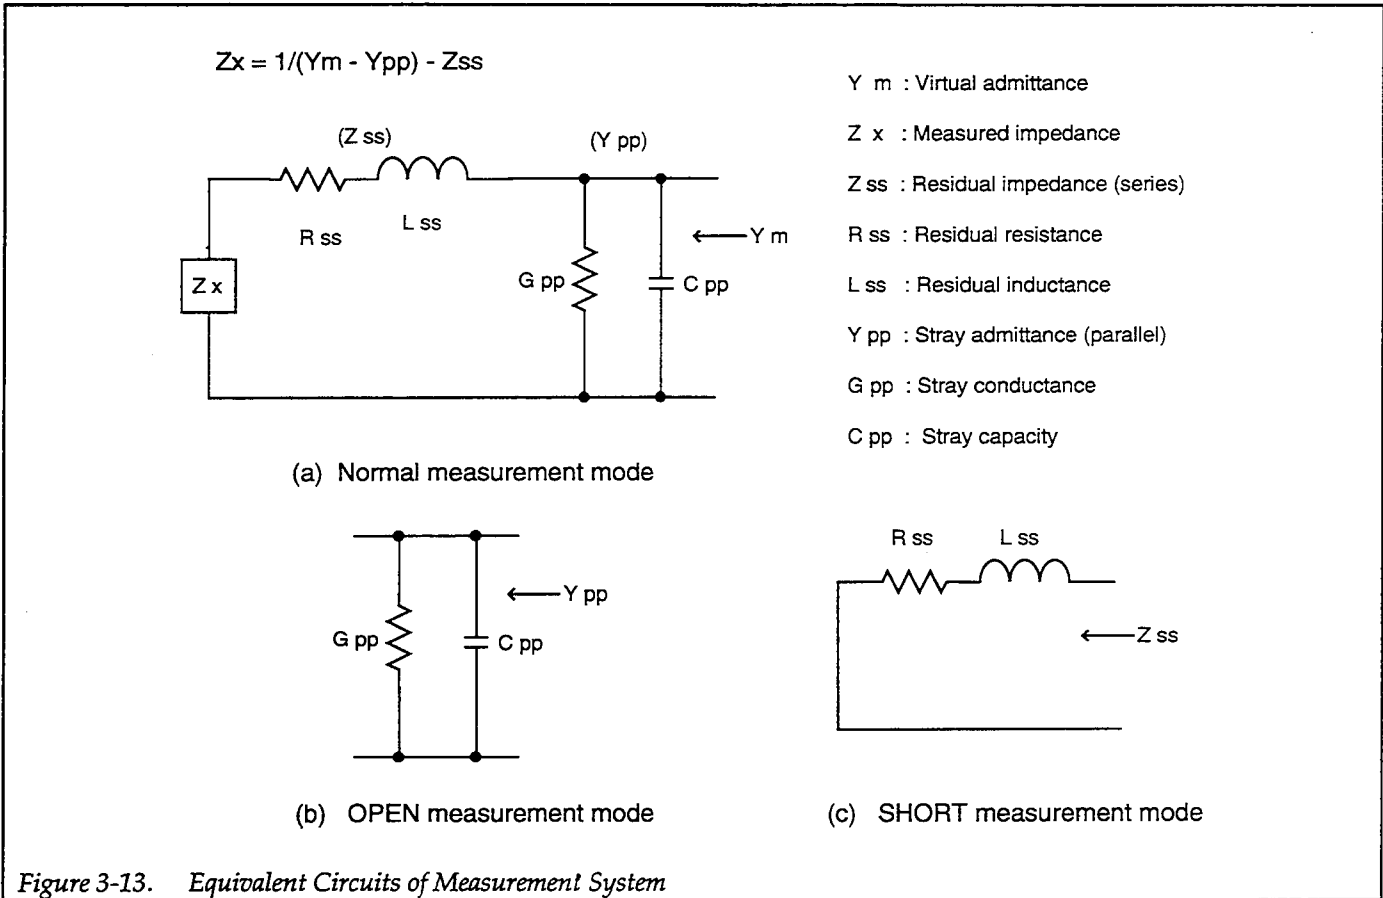 Zx = 1/(Ym - Ypp) - Zss
(Z ss)
(Y pp)
R ss
L ss
Y m
Z x
G pp
C pp
Y m : Virtual admittance
Z x : Measured impedance
Z ss : Residual impedance (series)
R ss : Residual resistance
L ss : Residual inductance
Y pp : Stray admittance (parallel)
G pp : Stray conductance
C pp : Stray capacity
(a) Normal measurement mode
Y pp
G pp
C pp
(b) OPEN measurement mode
R ss
L ss
Z ss
(c) SHORT measurement mode
Figure 3-13. Equivalent Circuits of Measurement System